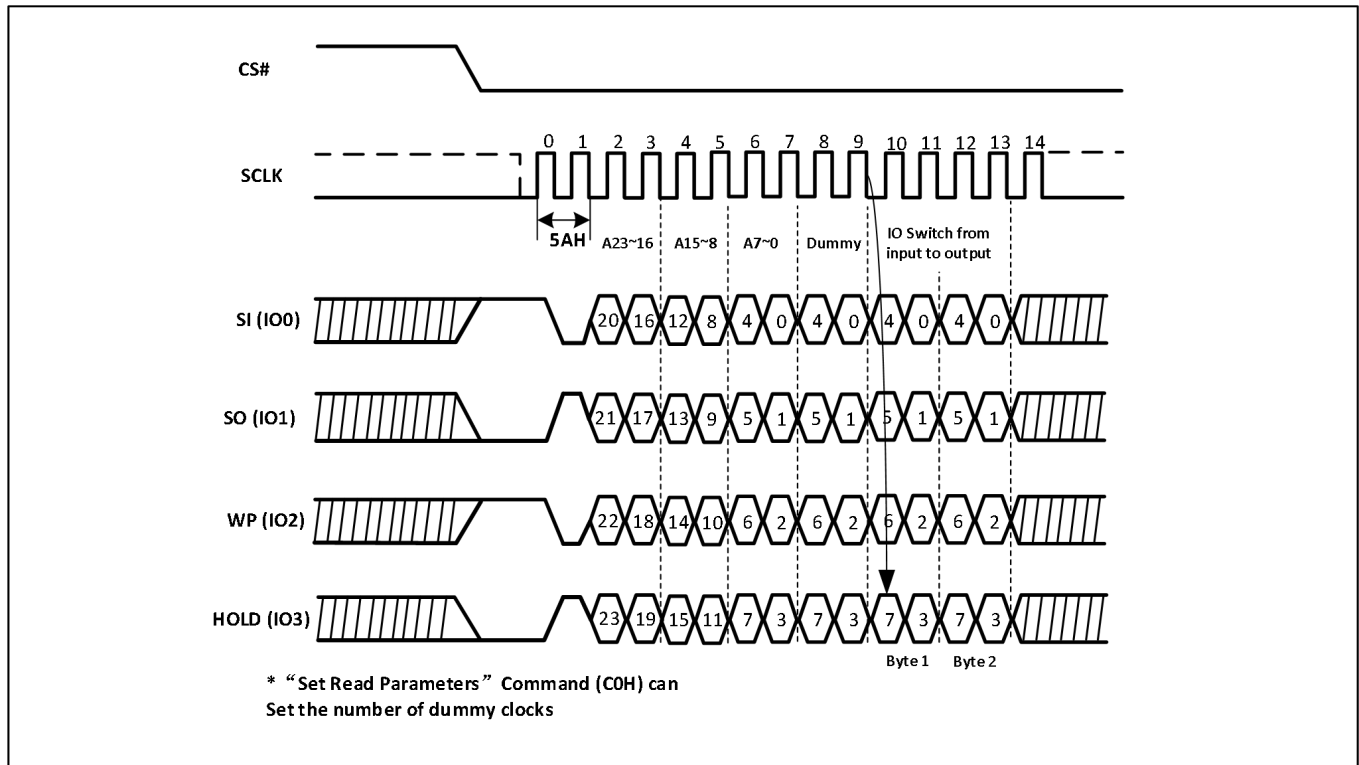 CS#
0 1 2 3 4 5 6 7 8 9 10 11 12 13 14
SCLK
5AH A23~16 A15~8 A7~0 Dummy IO Switch from
input to output
SI (IO0) 20 16 12 8 4 0 4 0 4 0 4 0
SO (IO1) 21 17 13 9 5 1 5 1 5 1 5 1
WP (IO2) 22 18 14 10 6 2 6 2 6 2 6 2
HOLD (IO3) 23 19 15 11 7 3 7 3 7 3 7 3
Byte 1 Byte 2
* “Set Read Parameters” Command (C0H) can
Set the number of dummy clocks